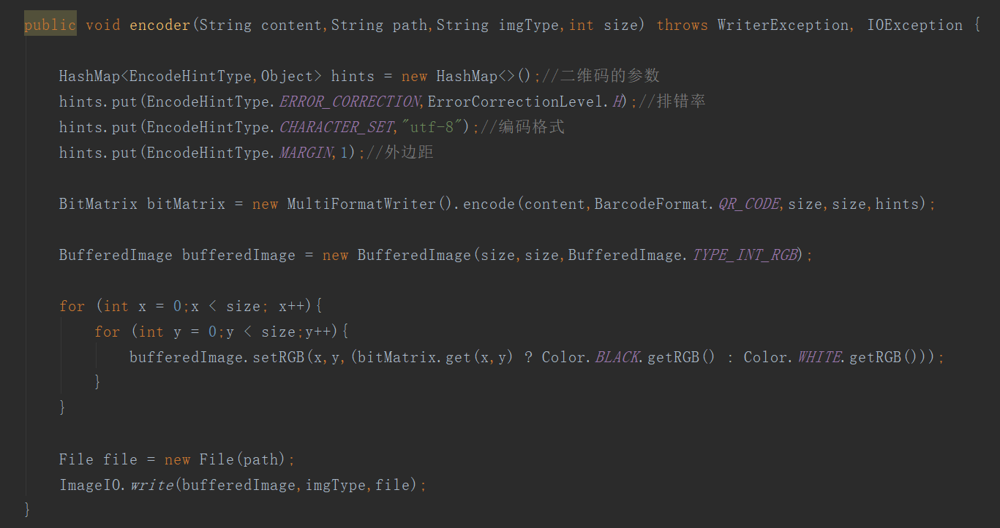 public void encoder(String content,String path,String imgType,int size) throws WriterException, IOException {
HashMap<EncodeHintType,Object> hints = new HashMap<>();//二维码的参数
hints.put(EncodeHintType.ERROR_CORRECTION,ErrorCorrectionLevel.H);//排错率
hints.put(EncodeHintType.CHARACTER_SET,"utf-8");//编码格式
hints.put(EncodeHintType.MARGIN,1);//外边距
BitMatrix bitMatrix = new MultiFormatWriter().encode(content,BarcodeFormat.QR_CODE,size,size,hints);
BufferedImage bufferedImage = new BufferedImage(size,size,BufferedImage.TYPE_INT_RGB);
for (int x = 0;x < size; x++){
for (int y = 0;y < size;y++){
bufferedImage.setRGB(x,y,(bitMatrix.get(x,y) ? Color.BLACK.getRGB() : Color.WHITE.getRGB()));
}
}
File file = new File(path);
ImageIO.write(bufferedImage,imgType,file);
}